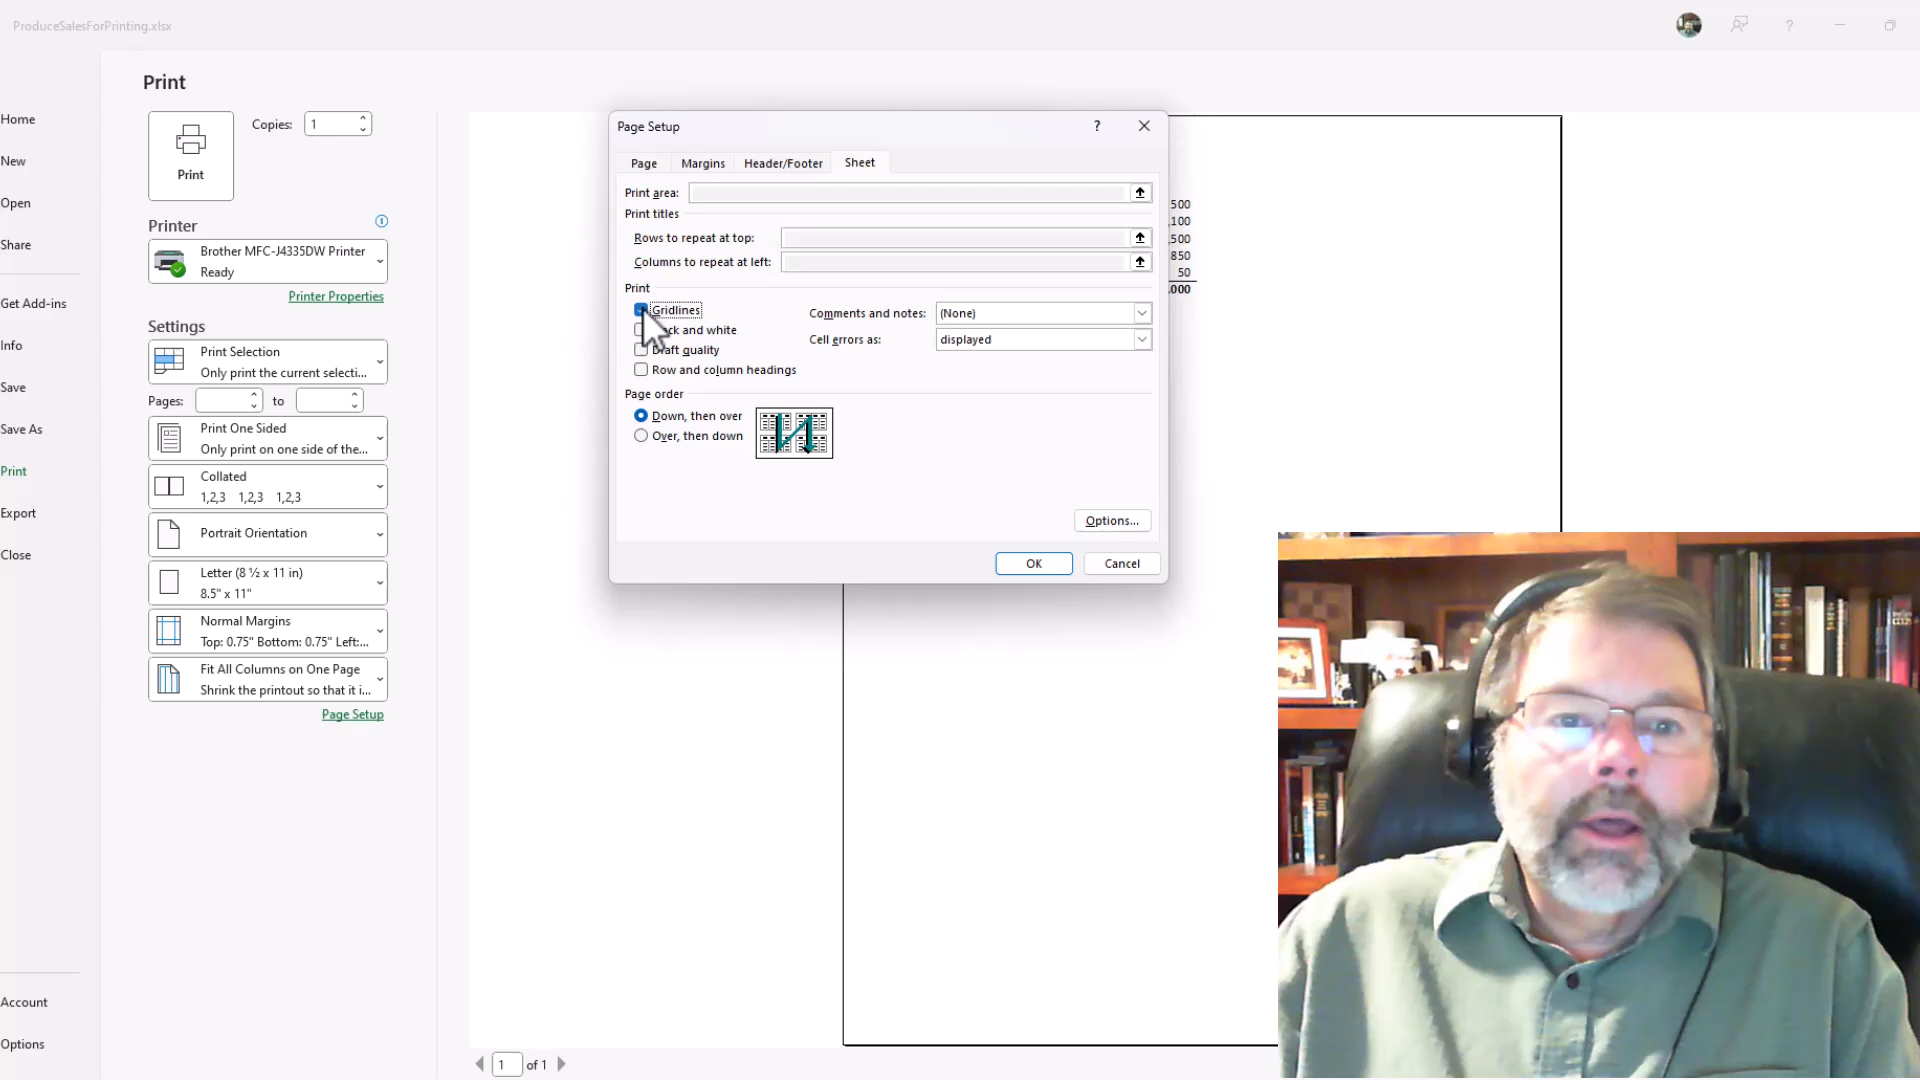 ProduceSalesForPrinting.xlsx
?
Print
Home
New
Open
Share
Get Add-ins
Info
Save
Save As
Print
Export
Close
Account
Options
Print
Copies: 1
Printer
Brother MFC-J4335DW Printer
Ready
Printer Properties
Settings
Print Selection
Only print the current selecti...
Pages: to
Print One Sided
Only print on one side of the...
Collated
1,2,3 1,2,3 1,2,3
Portrait Orientation
Letter (8 ½ x 11 in)
8.5" x 11"
Normal Margins
Top: 0.75" Bottom: 0.75" Left:...
Fit All Columns on One Page
Shrink the printout so that it i...
Page Setup
Page Setup ?
Page Margins Header/Footer Sheet
Print area:
Print titles
Rows to repeat at top:
Columns to repeat at left:
Print
Gridlines
and white
Draft quality
Row and column headings
Comments and notes: (None)
Cell errors as: displayed
Page order
Down, then over
Over, then down
Options...
OK Cancel
500
100
500
850
50
000
1 of 1